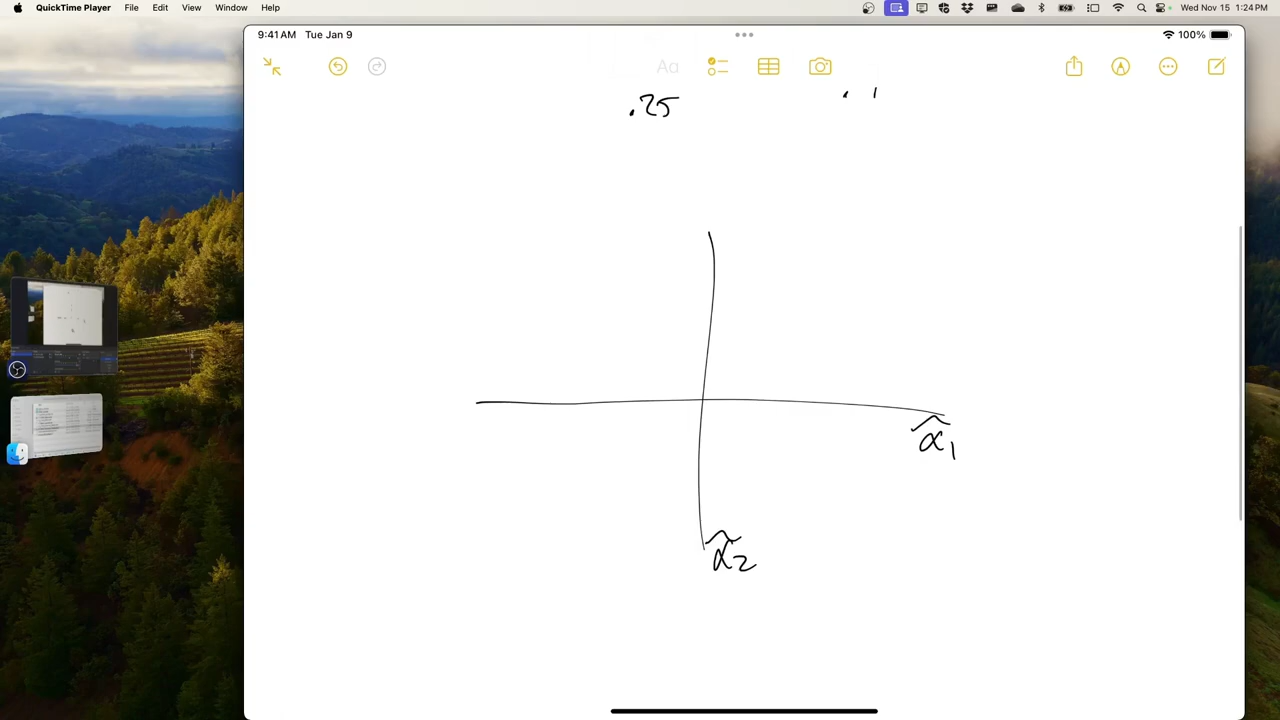 QuickTime Player File Edit View Window Help Wed Nov 15 1:24 PM
9:41 AM Tue Jan 9 100%
Aa
.25
α̂1
α̂2